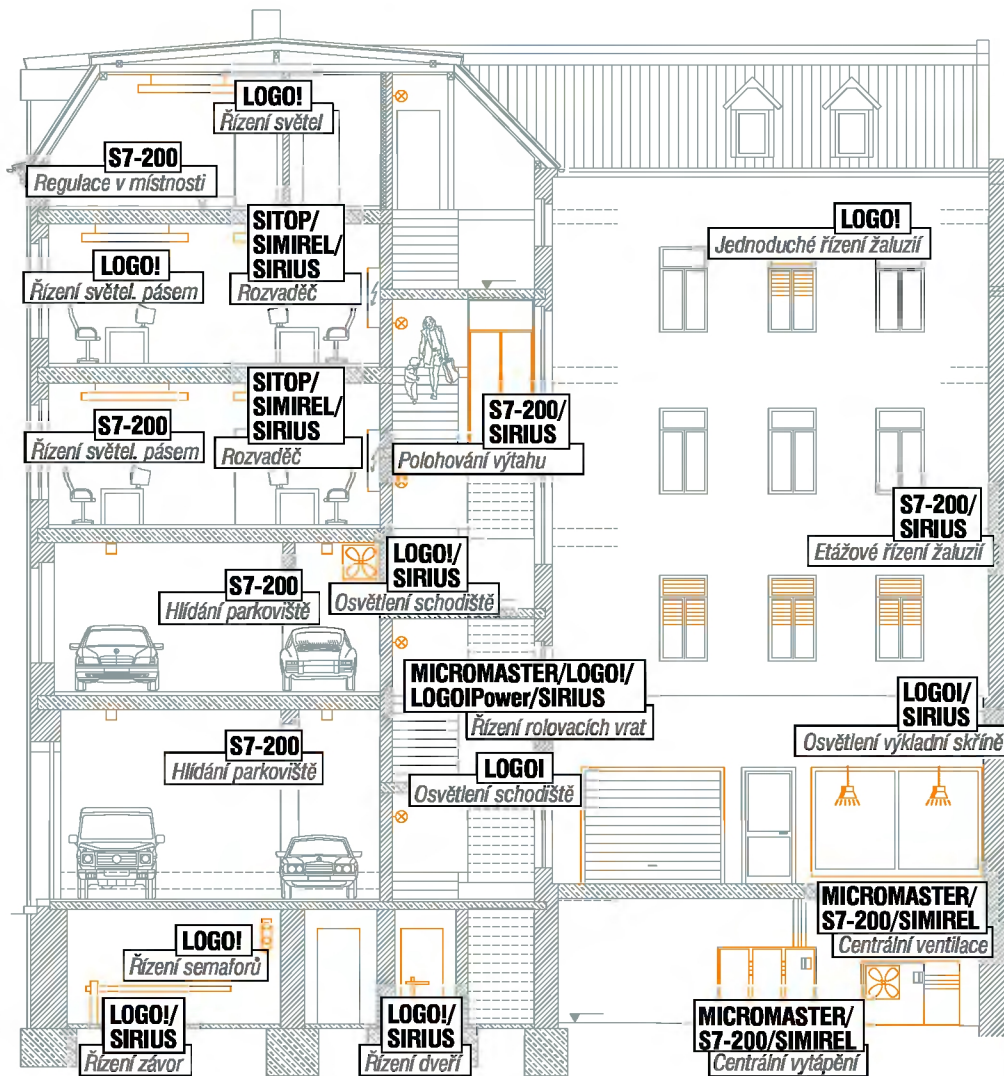 LOGO!
Řízení světel
S7-200
Regulace v místnosti
SITOP/
SIMIREL/
SIRIUS
Rozvaděč
LOGO!
Jednoduché řízení žaluzií
LOGO!
Řízení světel. pásem
SITOP/
SIMIREL/
SIRIUS
Rozvaděč
S7-200
Řízení světel. pásem
S7-200/
SIRIUS
Polohování výtahu
S7-200/
SIRIUS
Etážové řízení žaluzií
LOGO!/
SIRIUS
Osvětlení schodiště
S7-200
Hlídání parkoviště
MICROMASTER/LOGO!/
LOGO!Power/SIRIUS
Řízení rolovacích vrat
LOGO!/
SIRIUS
Osvětlení výkladní skříně
S7-200
Hlídání parkoviště
LOGO!
Osvětlení schodiště
MICROMASTER/
S7-200/SIMIREL
Centrální ventilace
LOGO!
Řízení semaforů
LOGO!/
SIRIUS
Řízení závor
LOGO!/
SIRIUS
Řízení dveří
MICROMASTER/
S7-200/SIMIREL
Centrální vytápění